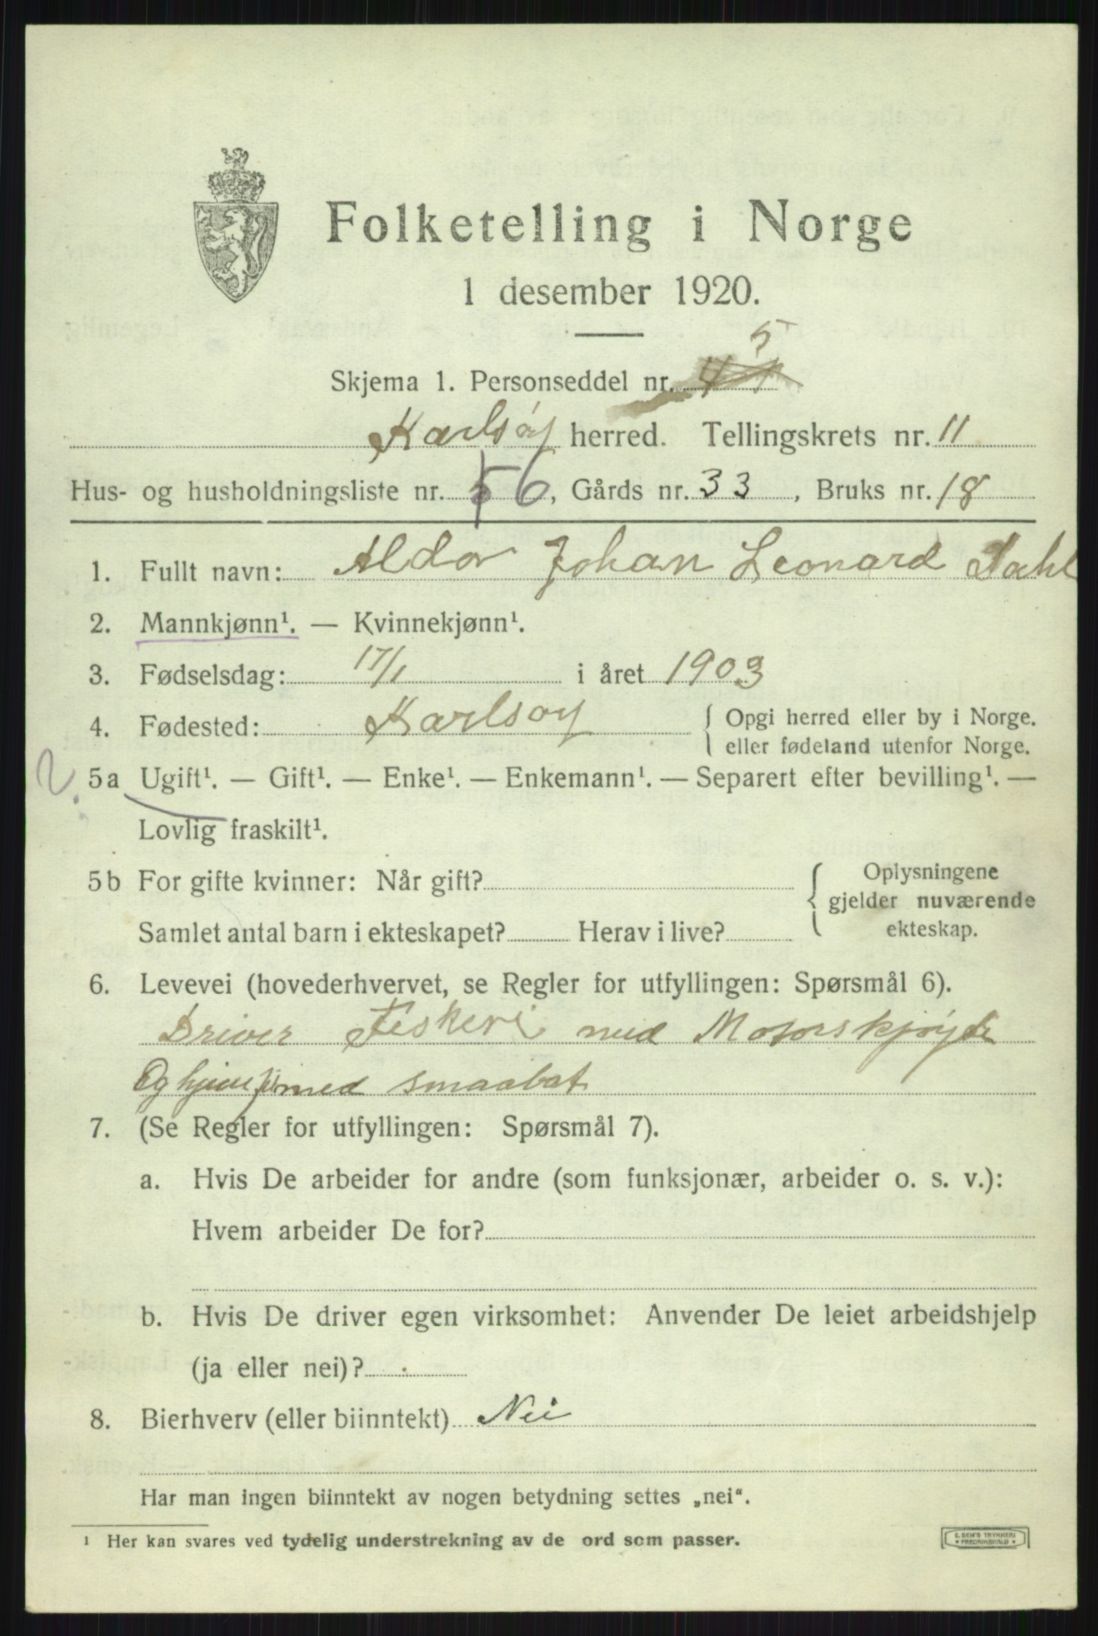 Folketelling i Norge
1 desember 1920.
Skjema 1. Personseddel nr. 5
Karlsøy herred. Tellingskrets nr. 11
Hus- og husholdningsliste nr. 56, Gårds nr. 33, Bruks nr. 18
1. Fullt navn: Aldor Johan Leonard Dahl
2. Mannkjønn¹. — Kvinnekjønn¹.
3. Fødselsdag: 17/1 i året 1903
4. Fødested: Karlsoy { Opgi herred eller by i Norge.
eller fødeland utenfor Norge.
5a Ugift¹. — Gift¹. — Enke¹. — Enkemann¹. — Separert efter bevilling¹. —
Lovlig fraskilt¹.
5b For gifte kvinner: Når gift?
Samlet antal barn i ekteskapet? Herav i live?
{ Oplysningene
gjelder nuværende
ekteskap.
6. Levevei (hovederhvervet, se Regler for utfyllingen: Spørsmål 6).
Driver Fiskeri med Motorskjøyte
Og med smaabat
7. (Se Regler for utfyllingen: Spørsmål 7).
a. Hvis De arbeider for andre (som funksjonær, arbeider o. s. v.):
Hvem arbeider De for?
b. Hvis De driver egen virksomhet: Anvender De leiet arbeidshjelp
(ja eller nei)?
8. Bierhverv (eller biinntekt) Nei
Har man ingen biinntekt av nogen betydning settes „nei".
¹ Her kan svares ved tydelig understrekning av de ord som passer.